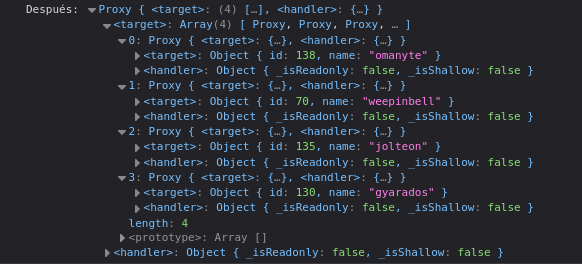 Después: ▼Proxy { <target>: (4) […], <handler>: {…} }
▼<target>: Array(4) [ Proxy, Proxy, Proxy, … ]
▼0: Proxy { <target>: {…}, <handler>: {…} }
▶<target>: Object { id: 138, name: "omanyte" }
▶<handler>: Object { _isReadonly: false, _isShallow: false }
▼1: Proxy { <target>: {…}, <handler>: {…} }
▶<target>: Object { id: 70, name: "weepinbell" }
▶<handler>: Object { _isReadonly: false, _isShallow: false }
▼2: Proxy { <target>: {…}, <handler>: {…} }
▶<target>: Object { id: 135, name: "jolteon" }
▶<handler>: Object { _isReadonly: false, _isShallow: false }
▼3: Proxy { <target>: {…}, <handler>: {…} }
▶<target>: Object { id: 130, name: "gyarados" }
▶<handler>: Object { _isReadonly: false, _isShallow: false }
length: 4
▶<prototype>: Array []
▶<handler>: Object { _isReadonly: false, _isShallow: false }